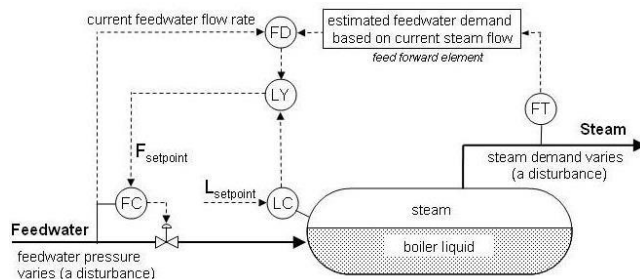 current feedwater flow rate
FD
estimated feedwater demand
based on current steam flow
feed forward element
LY
FT
Steam
steam demand varies
(a disturbance)
Fsetpoint
Lsetpoint
FC
LC
steam
boiler liquid
Feedwater
feedwater pressure
varies (a disturbance)